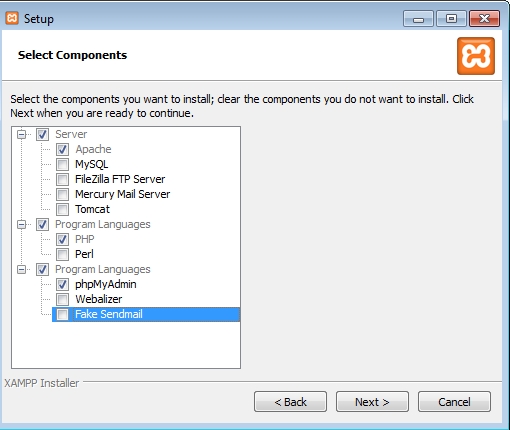 Setup
Select Components
Select the components you want to install; clear the components you do not want to install. Click
Next when you are ready to continue.
Server
Apache
MySQL
FileZilla FTP Server
Mercury Mail Server
Tomcat
Program Languages
PHP
Perl
Program Languages
phpMyAdmin
Webalizer
Fake Sendmail
XAMPP Installer
< Back
Next >
Cancel